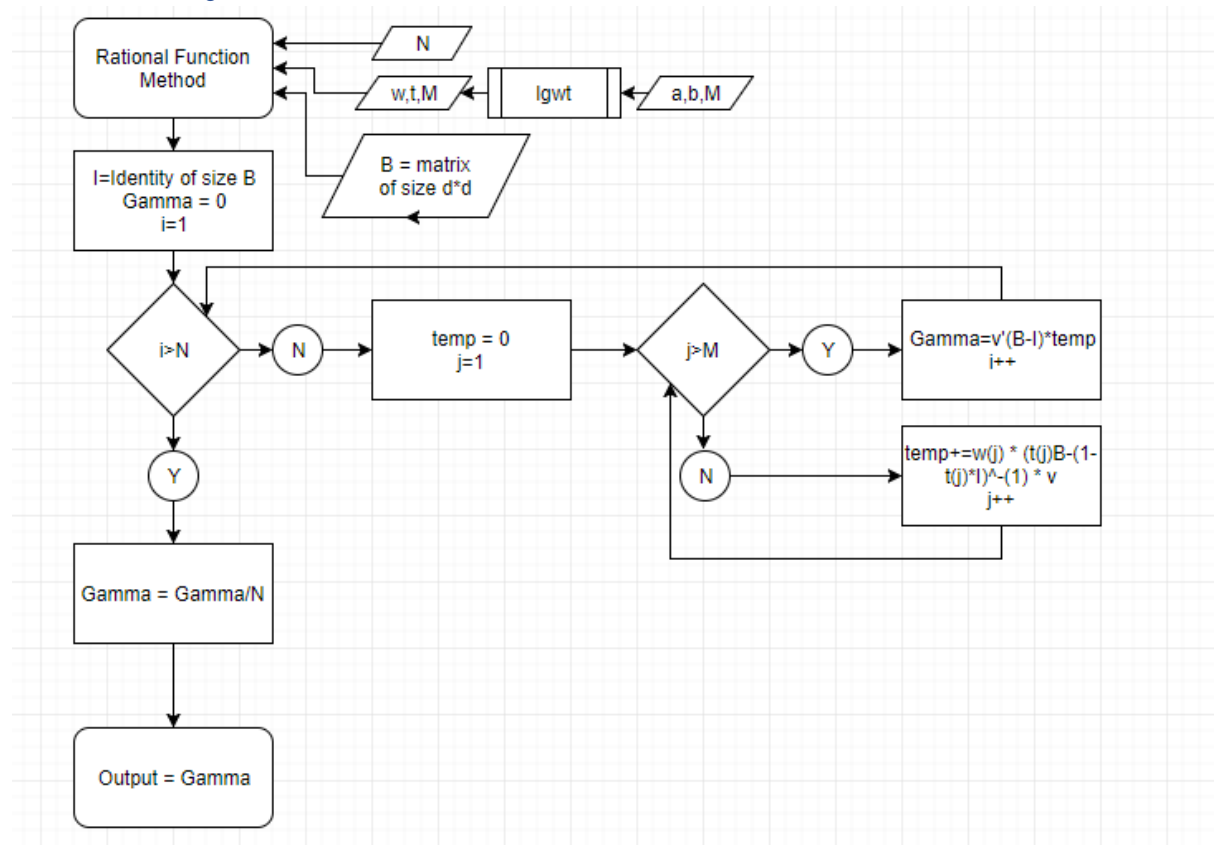 Rational Function
Method
N
w,t,M
lgwt
a,b,M
B = matrix
of size d*d
I=Identity of size B
Gamma = 0
i=1
i>N
N
temp = 0
j=1
j>M
Y
Gamma=v'(B-I)*temp
i++
Y
N
temp+=w(j) * (t(j)B-(1-
t(j)*I)^-(1) * v
j++
Gamma = Gamma/N
Output = Gamma